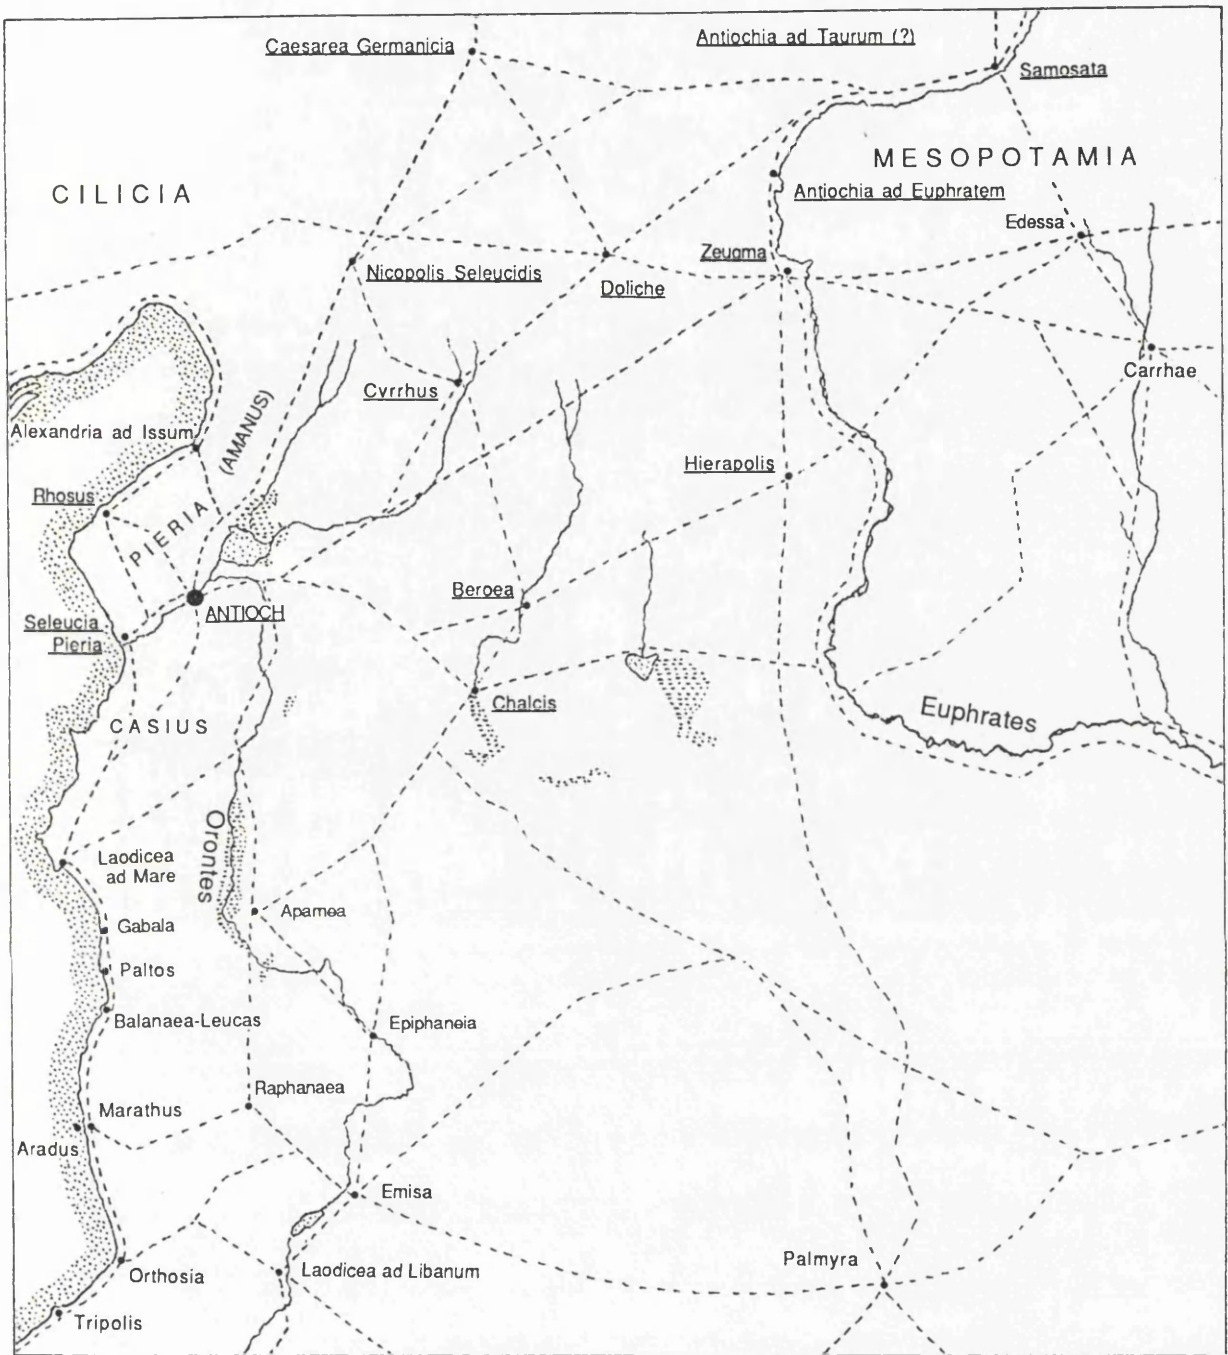 Caesarea Germanicia
Antiochia ad Taurum (?)
Samosata
MESOPOTAMIA
CILICIA
Antiochia ad Euphratem
Edessa
Zeugma
Nicopolis Seleucidis
Doliche
Cyrrhus
Carrhae
(AMANUS)
Alexandria ad Issum
Hierapolis
Rhosus
PIERIA
Beroea
ANTIOCH
Seleucia
Pieria
Chalcis
CASIUS
Euphrates
Orontes
Laodicea
ad Mare
Apamea
Gabala
Paltos
Balanaea-Leucas
Epiphaneia
Raphanaea
Marathus
Aradus
Emisa
Palmyra
Orthosia
Laodicea ad Libanum
Tripolis